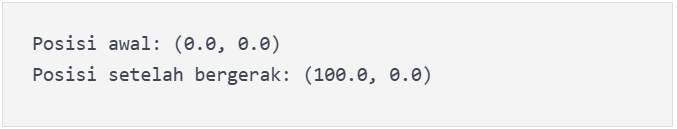 Posisi awal: (0.0, 0.0)
Posisi setelah bergerak: (100.0, 0.0)